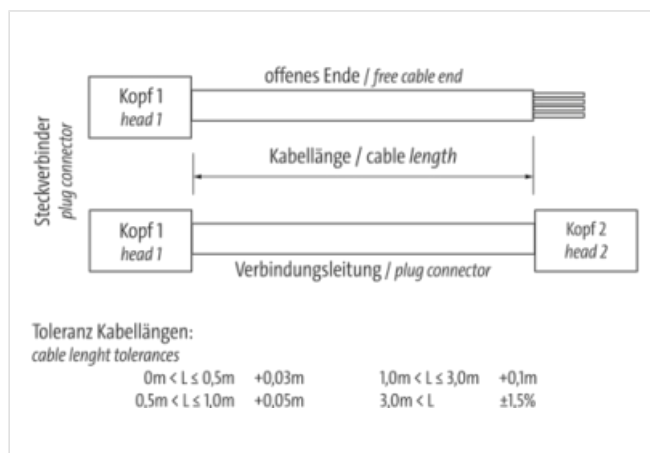 offenes Ende / free cable end
Kopf 1
head 1
Steckverbinder
plug connector
Kabellänge / cable length
Kopf 1
head 1
Kopf 2
head 2
Verbindungsleitung / plug connector
Toleranz Kabellängen:
cable lenght tolerances
0m < L ≤ 0,5m +0,03m 1,0m < L ≤ 3,0m +0,1m
0,5m < L ≤ 1,0m +0,05m 3,0m < L ±1,5%